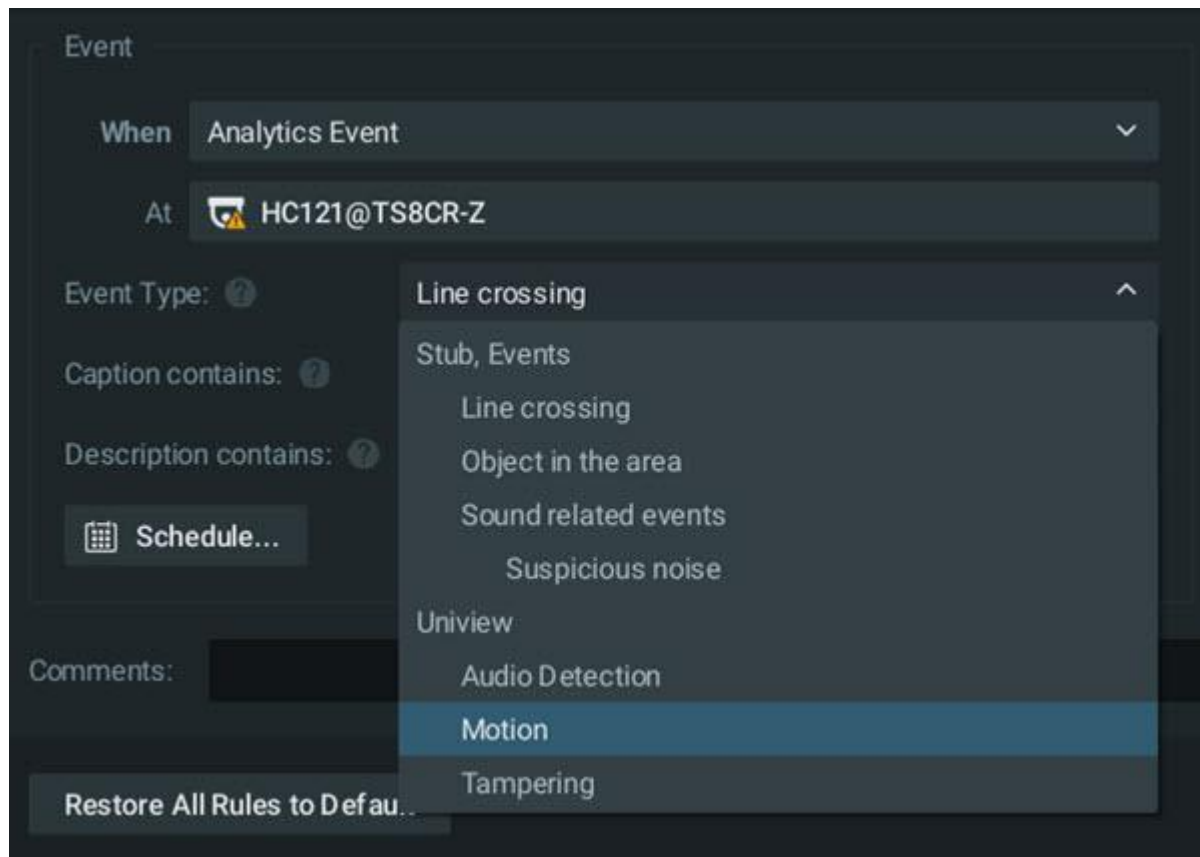 Event
When Analytics Event
At HC121@TS8CR-Z
Event Type: ? Line crossing
Stub, Events
Caption contains: ?
Line crossing
Object in the area
Description contains: ?
Sound related events
Schedule...
Suspicious noise
Uniview
Comments:
Audio Detection
Motion
Tampering
Restore All Rules to Defau...